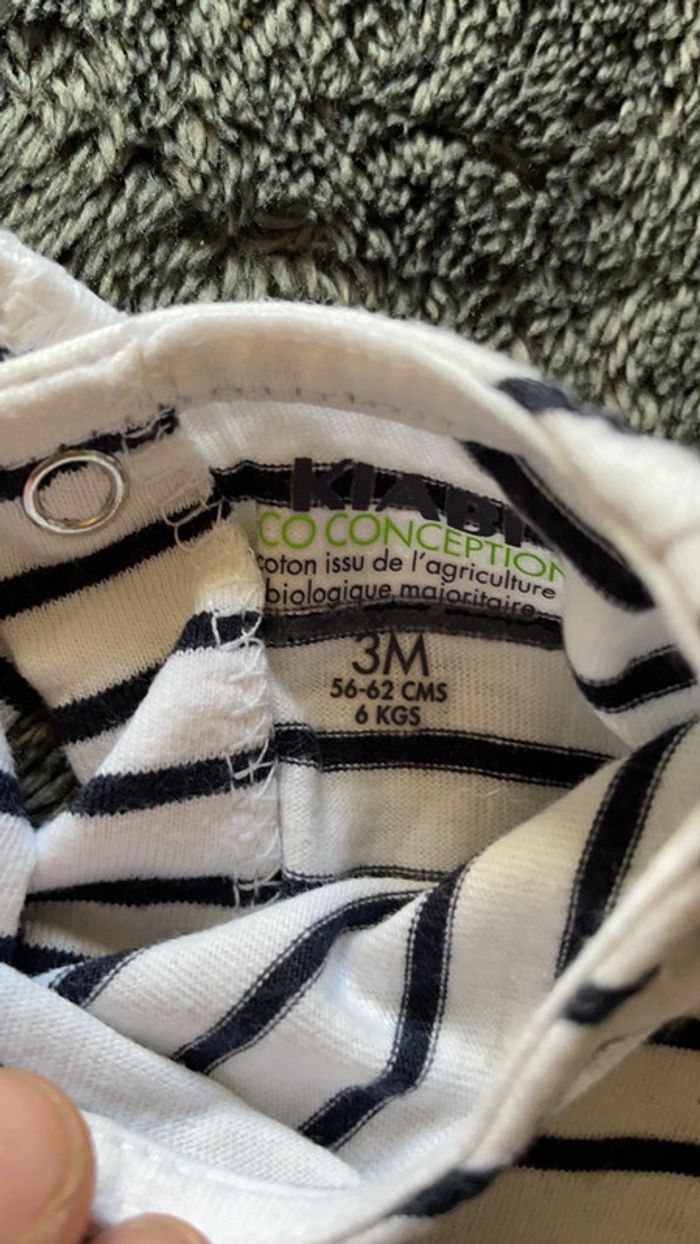 KIABI
CO CONCEPTION
coton issu de l'agriculture
biologique majoritaire
3M
56-62 CMS
6 KGS